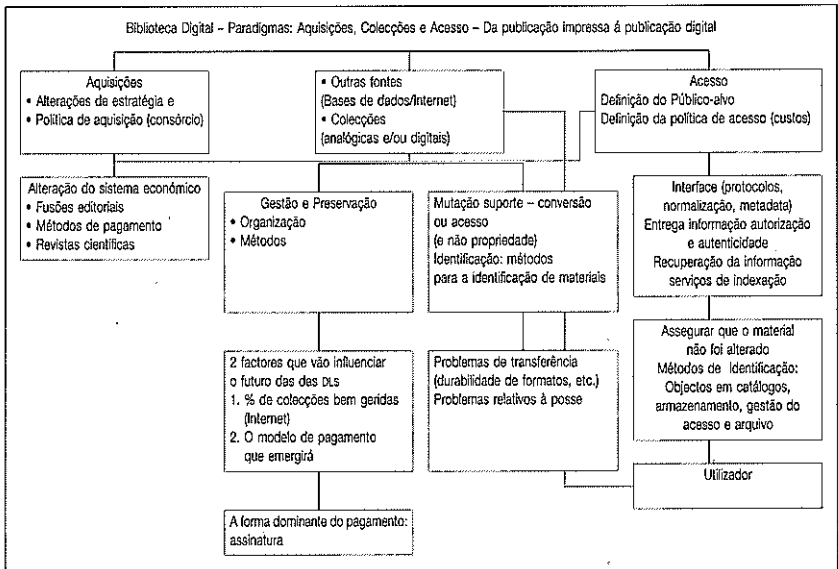 Biblioteca Digital – Paradigmas: Aquisições, Colecções e Acesso – Da publicação impressa á publicação digital
Aquisições
• Alterações de estratégia e
• Política de aquisição (consórcio)
• Outras fontes
(Bases de dados/Internet)
• Colecções
(analógicas e/ou digitais)
Acesso
Definição do Público-alvo
Definição da política de acesso (custos)
Alteração do sistema económico
• Fusões editoriais
• Métodos de pagamento
• Revistas científicas
Gestão e Preservação
• Organização
• Métodos
Mutação suporte – conversão
ou acesso
(e não propriedade)
Identificação: métodos
para a identificação de materiais
Interface (protocolos,
normalização, metadata)
Entrega informação autorização
e autenticidade
Recuperação da informação
serviços de indexação
2 factores que vão influenciar
o futuro das des DLs
1. % de colecções bem geridas
(Internet)
2. O modelo de pagamento
que emergirá
Problemas de transferência
(durabilidade de formatos, etc.)
Problemas relativos à posse
Assegurar que o material
não foi alterado
Métodos de Identificação:
Objectos em catálogos,
armazenamento, gestão do
acesso e arquivo
Utilizador
A forma dominante do pagamento:
assinatura